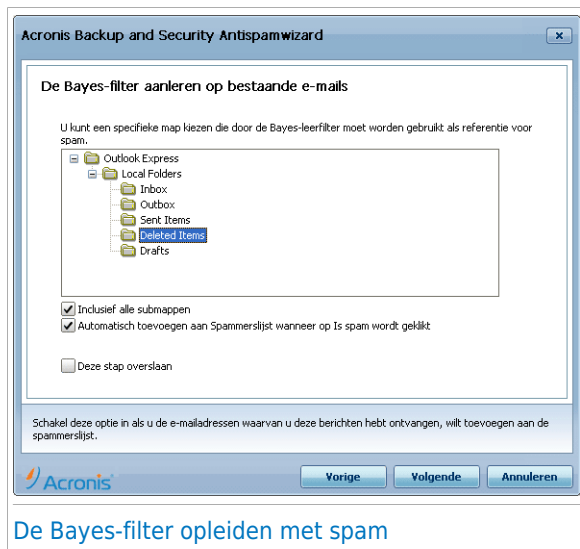 Acronis Backup and Security Antispamwizard
De Bayes-filter aanleren op bestaande e-mails
U kunt een specifieke map kiezen die door de Bayes-leerfilter moet worden gebruikt als referentie voor
spam.
Outlook Express
Local Folders
Inbox
Outbox
Sent Items
Deleted Items
Drafts
Inclusief alle submappen
Automatisch toevoegen aan Spammerslijst wanneer op Is spam wordt geklikt
Deze stap overslaan
Schakel deze optie in als u de e-mailadressen waarvan u deze berichten hebt ontvangen, wilt toevoegen aan de
spammerslijst.
Acronis
Vorige
Volgende
Annuleren
De Bayes-filter opleiden met spam